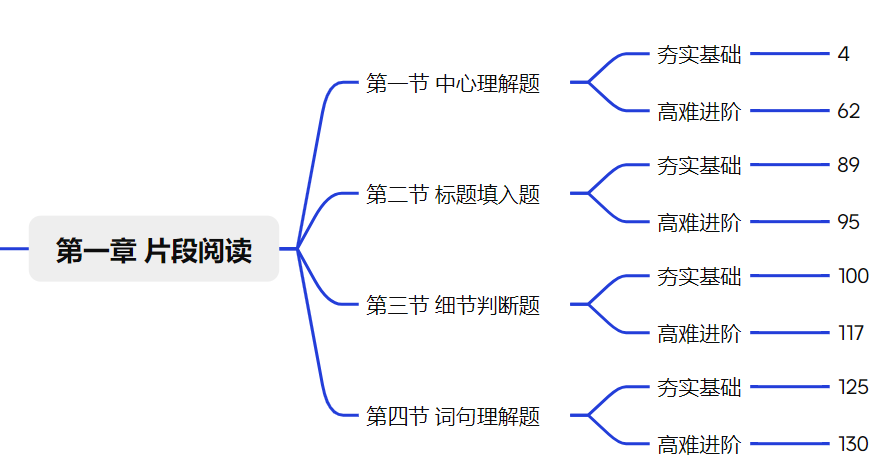 第一章 片段阅读
第一节 中心理解题
夯实基础 4
高难进阶 62
第二节 标题填入题
夯实基础 89
高难进阶 95
第三节 细节判断题
夯实基础 100
高难进阶 117
第四节 词句理解题
夯实基础 125
高难进阶 130